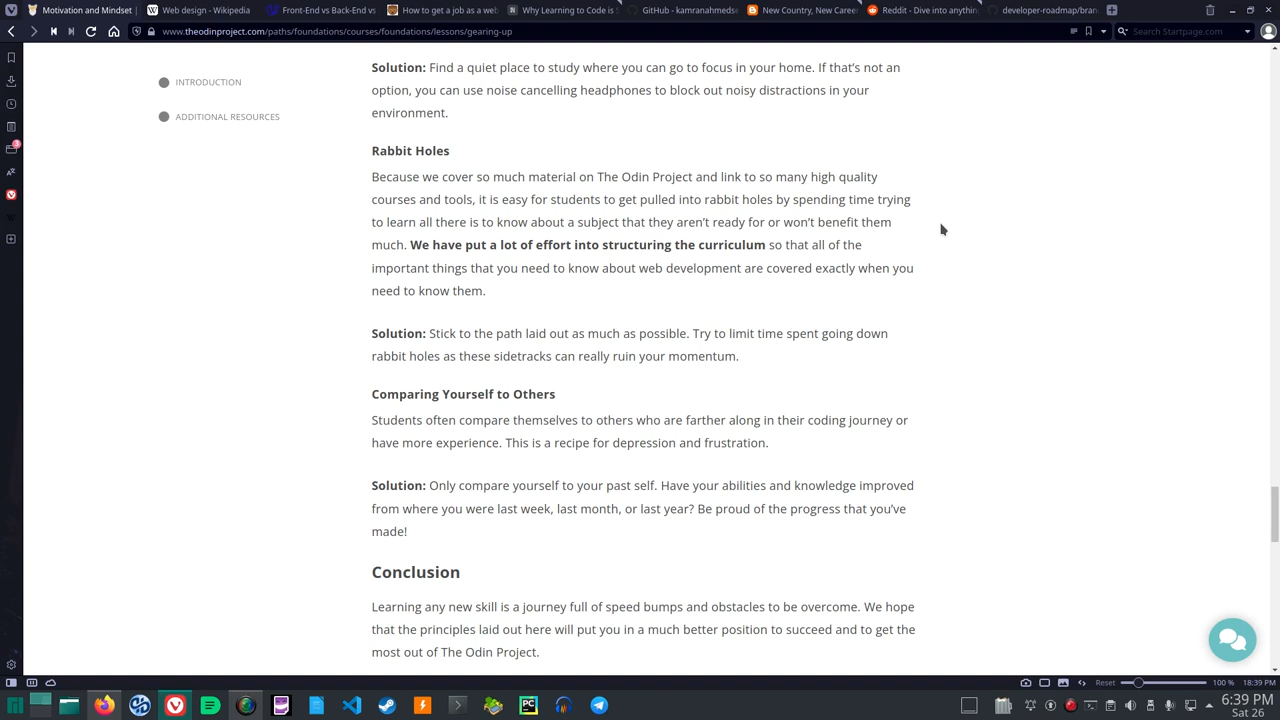 Motivation and Mindset
Web design - Wikipedia
Front-End vs Back-End vs
How to get a job as a web
Why Learning to Code is S
GitHub - kamranahmedse
New Country, New Career
Reddit - Dive into anythin
developer-roadmap/bran
www.theodinproject.com/paths/foundations/courses/foundations/lessons/gearing-up
Search Startpage.com
3
INTRODUCTION
ADDITIONAL RESOURCES
Solution: Find a quiet place to study where you can go to focus in your home. If that’s not an
option, you can use noise cancelling headphones to block out noisy distractions in your
environment.
Rabbit Holes
Because we cover so much material on The Odin Project and link to so many high quality
courses and tools, it is easy for students to get pulled into rabbit holes by spending time trying
to learn all there is to know about a subject that they aren’t ready for or won’t benefit them
much. We have put a lot of effort into structuring the curriculum so that all of the
important things that you need to know about web development are covered exactly when you
need to know them.
Solution: Stick to the path laid out as much as possible. Try to limit time spent going down
rabbit holes as these sidetracks can really ruin your momentum.
Comparing Yourself to Others
Students often compare themselves to others who are farther along in their coding journey or
have more experience. This is a recipe for depression and frustration.
Solution: Only compare yourself to your past self. Have your abilities and knowledge improved
from where you were last week, last month, or last year? Be proud of the progress that you’ve
made!
Conclusion
Learning any new skill is a journey full of speed bumps and obstacles to be overcome. We hope
that the principles laid out here will put you in a much better position to succeed and to get the
most out of The Odin Project.
Reset
100 %
18:39 PM
6:39 PM
Sat 26